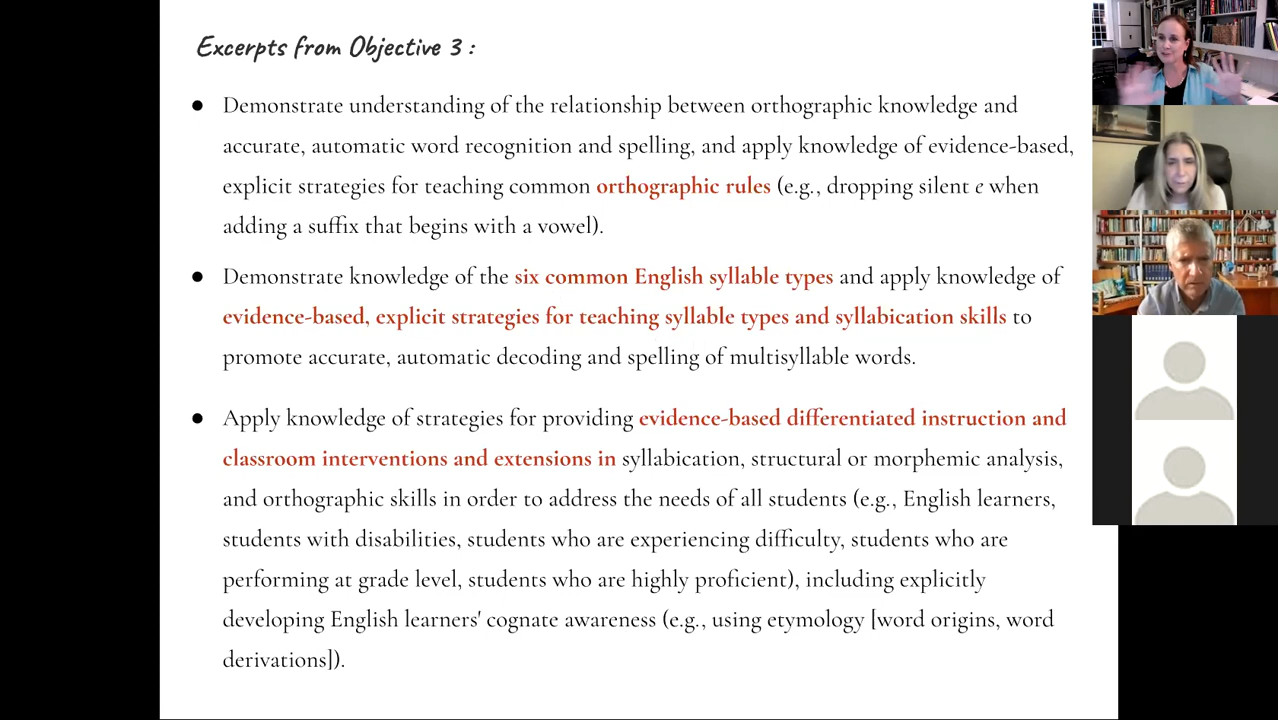 Excerpts from Objective 3 :
● Demonstrate understanding of the relationship between orthographic knowledge and
accurate, automatic word recognition and spelling, and apply knowledge of evidence-based,
explicit strategies for teaching common orthographic rules (e.g., dropping silent e when
adding a suffix that begins with a vowel).
● Demonstrate knowledge of the six common English syllable types and apply knowledge of
evidence-based, explicit strategies for teaching syllable types and syllabication skills to
promote accurate, automatic decoding and spelling of multisyllable words.
● Apply knowledge of strategies for providing evidence-based differentiated instruction and
classroom interventions and extensions in syllabication, structural or morphemic analysis,
and orthographic skills in order to address the needs of all students (e.g., English learners,
students with disabilities, students who are experiencing difficulty, students who are
performing at grade level, students who are highly proficient), including explicitly
developing English learners' cognate awareness (e.g., using etymology [word origins, word
derivations]).